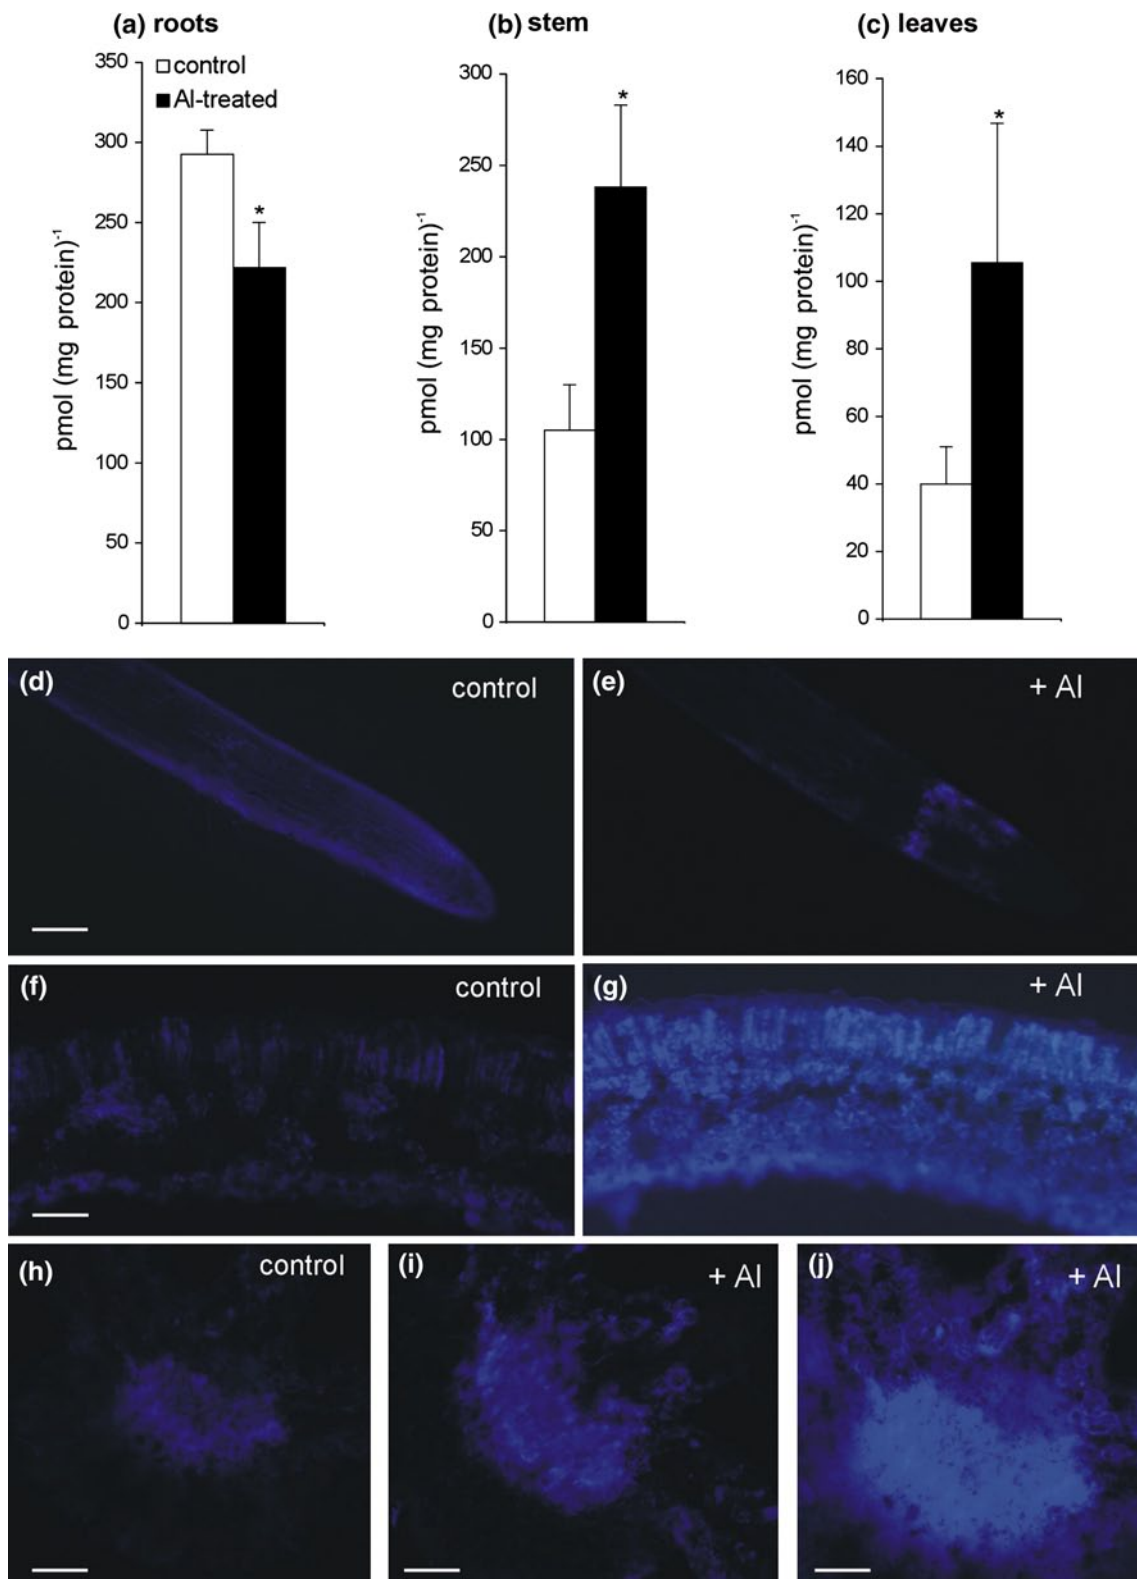 (a) roots
(b) stem
(c) leaves
350
300
250
200
150
100
50
0
pmol (mg protein)⁻¹
control
Al-treated
*
300
250
200
150
100
50
0
pmol (mg protein)⁻¹
*
160
140
120
100
80
60
40
20
0
pmol (mg protein)⁻¹
*
(d) control
(e) + Al
(f) control
(g) + Al
(h) control
(i) + Al
(j) + Al